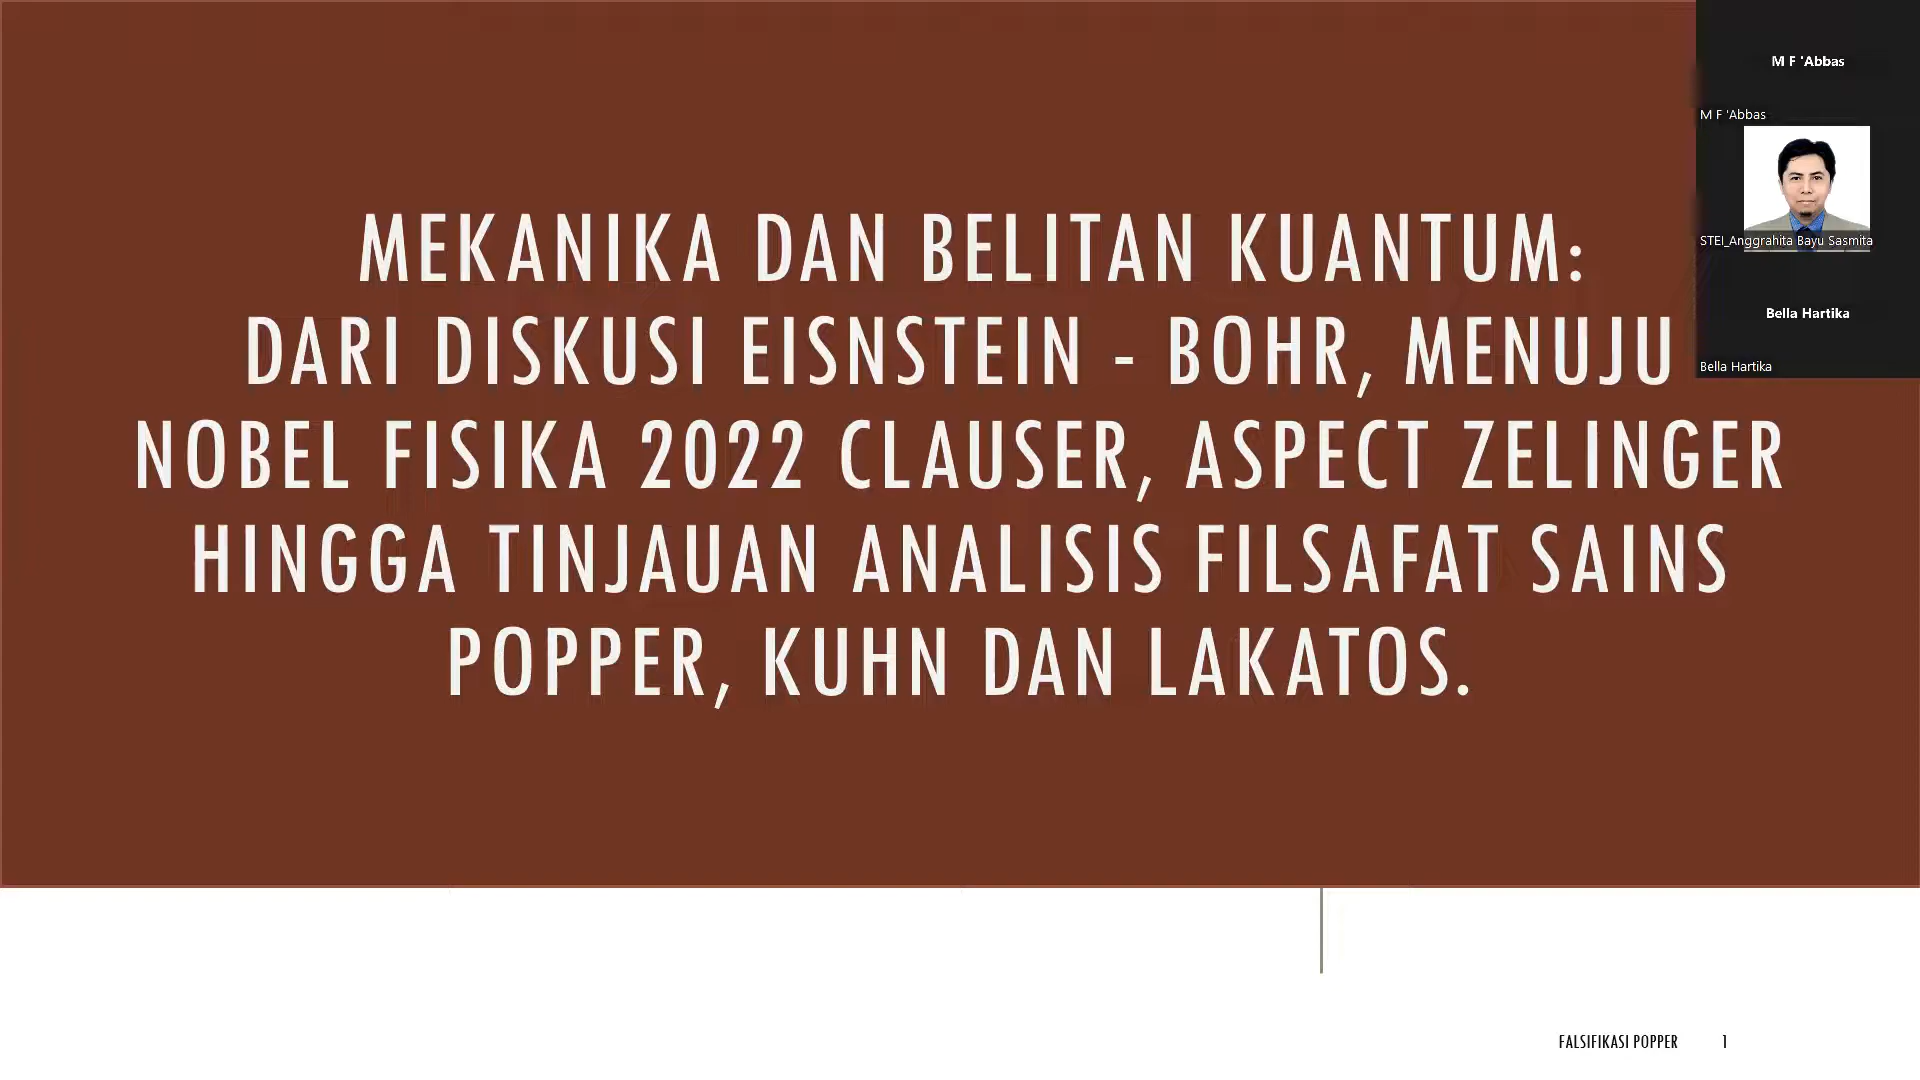 MEKANIKA DAN BELITAN KUANTUM:
DARI DISKUSI EISNSTEIN - BOHR, MENUJU
NOBEL FISIKA 2022 CLAUSER, ASPECT ZELINGER
HINGGA TINJAUAN ANALISIS FILSAFAT SAINS
POPPER, KUHN DAN LAKATOS.
M F 'Abbas
M F 'Abbas
STEI_Anggrahita Bayu Sasmita
Bella Hartika
Bella Hartika
FALSIFIKASI POPPER 1